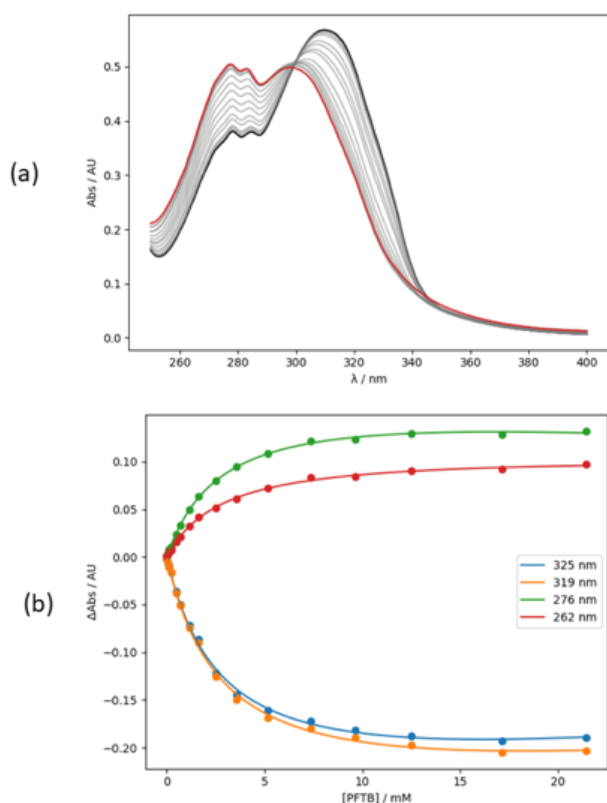 (a)
Abs / AU
0.5
0.4
0.3
0.2
0.1
0.0
260 280 300 320 340 360 380 400
λ / nm
(b)
ΔAbs / AU
0.10
0.05
0.00
−0.05
−0.10
−0.15
−0.20
325 nm
319 nm
276 nm
262 nm
0 5 10 15 20
[PFTB] / mM